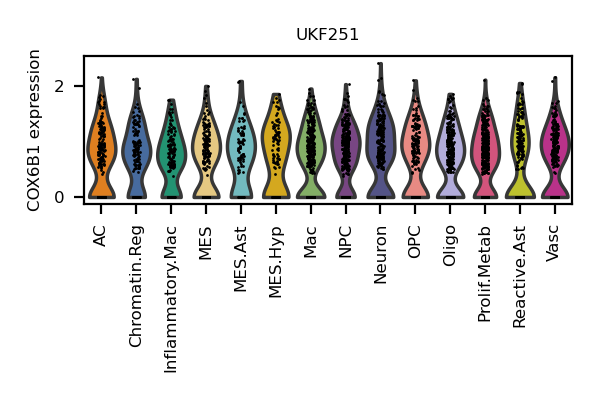 UKF251
COX6B1 expression
2
0
AC
Chromatin.Reg
Inflammatory.Mac
MES
MES.Ast
MES.Hyp
Mac
NPC
Neuron
OPC
Oligo
Prolif.Metab
Reactive.Ast
Vasc